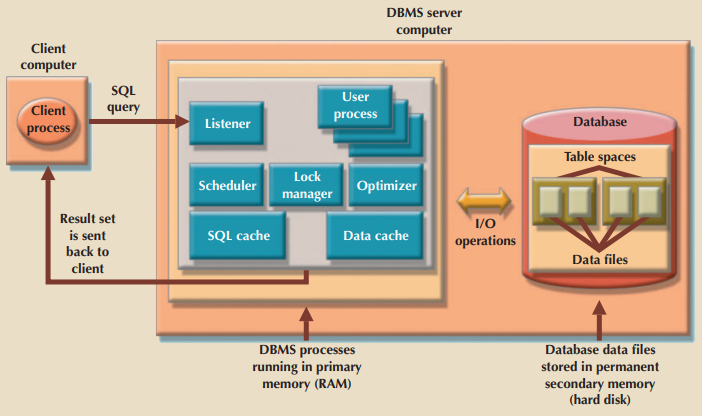 DBMS server
computer
Client
computer
SQL
query
Client
process
Listener
User
process
Scheduler
Lock
manager
Optimizer
SQL cache
Data cache
Result set
is sent
back to
client
I/O
operations
Database
Table spaces
Data files
DBMS processes
running in primary
memory (RAM)
Database data files
stored in permanent
secondary memory
(hard disk)